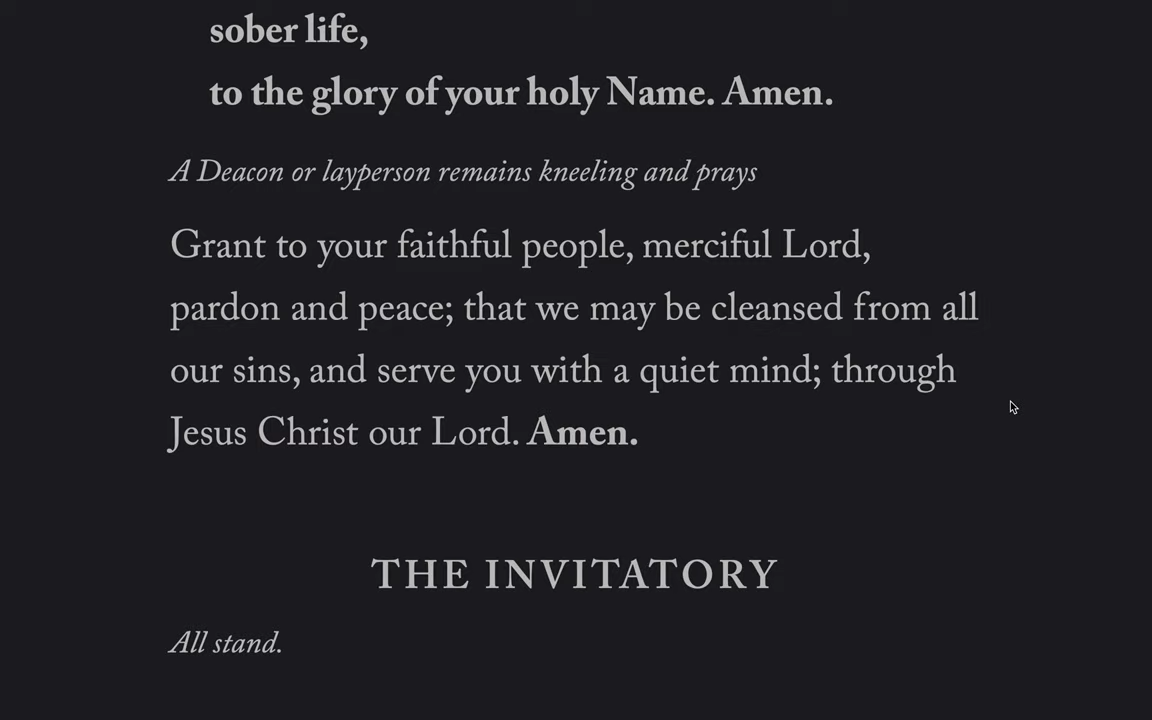 sober life,
to the glory of your holy Name. Amen.
A Deacon or layperson remains kneeling and prays
Grant to your faithful people, merciful Lord,
pardon and peace; that we may be cleansed from all
our sins, and serve you with a quiet mind; through
Jesus Christ our Lord. Amen.
THE INVITATORY
All stand.